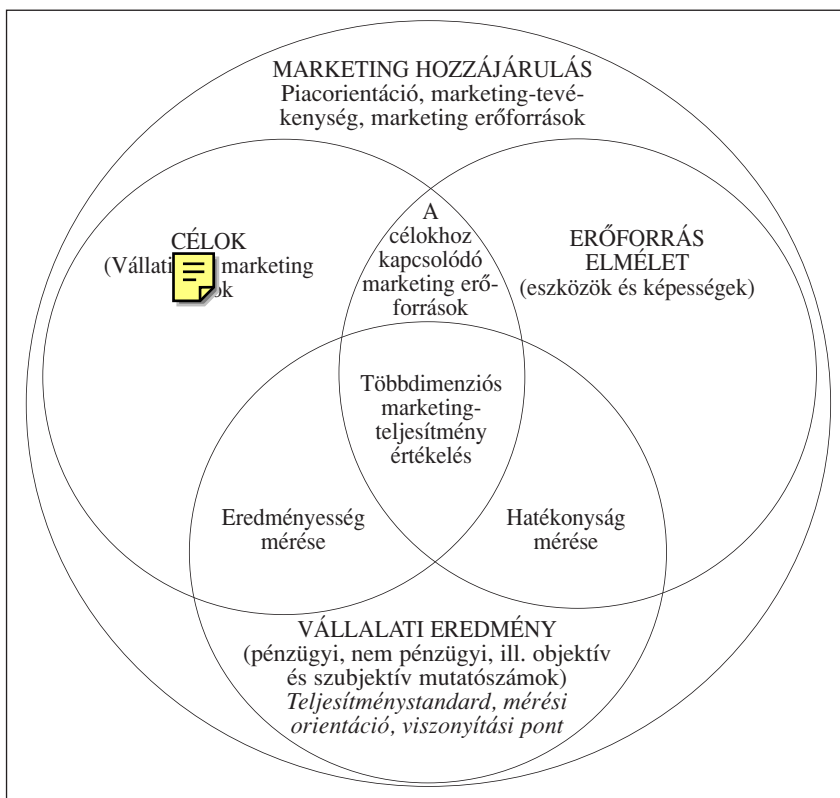 MARKETING HOZZÁJÁRULÁS
Piacorientáció, marketing-tevé-
kenység, marketing erőforrások
CÉLOK
(Vállati marketing
A
célokhoz
kapcsolódó
marketing erő-
források
ERŐFORRÁS
ELMÉLET
(eszközök és képességek)
Többdimenziós
marketing-
teljesítmény
értékelés
Eredményesség
mérése
Hatékonyság
mérése
VÁLLALATI EREDMÉNY
(pénzügyi, nem pénzügyi, ill. objektív
és szubjektív mutatószámok)
Teljesítménystandard, mérési
orientáció, viszonyítási pont